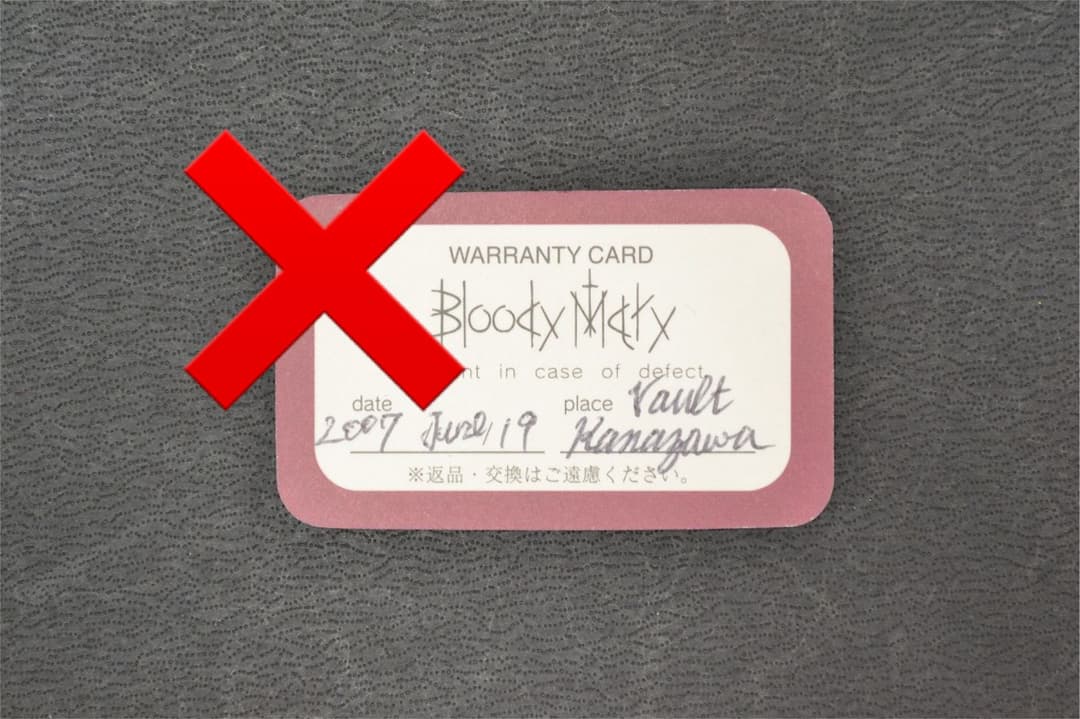 WARRANTY CARD
Bloody Mary
in case of defect
date place Vault
2007 June 19 Kanazawa
※返品・交換はご遠慮ください。